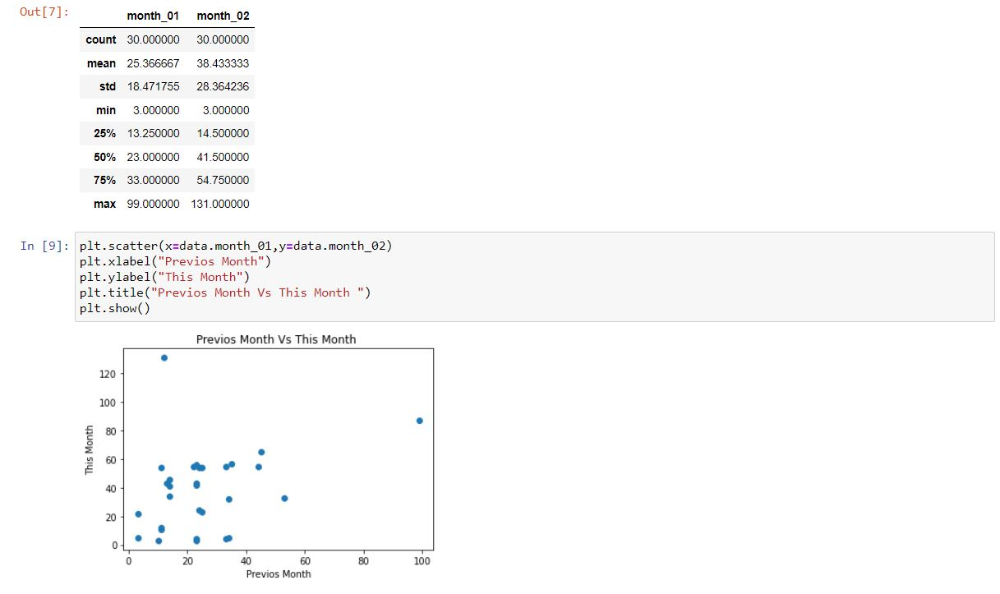 Out[7]:
month_01 month_02
count 30.000000 30.000000
mean 25.366667 38.433333
std 18.471755 28.364236
min 3.000000 3.000000
25% 13.250000 14.500000
50% 23.000000 41.500000
75% 33.000000 54.750000
max 99.000000 131.000000
In [9]: plt.scatter(x=data.month_01,y=data.month_02)
plt.xlabel("Previos Month")
plt.ylabel("This Month")
plt.title("Previos Month Vs This Month ")
plt.show()
Previos Month Vs This Month
120
100
80
60
40
20
0
This Month
0 20 40 60 80 100
Previos Month